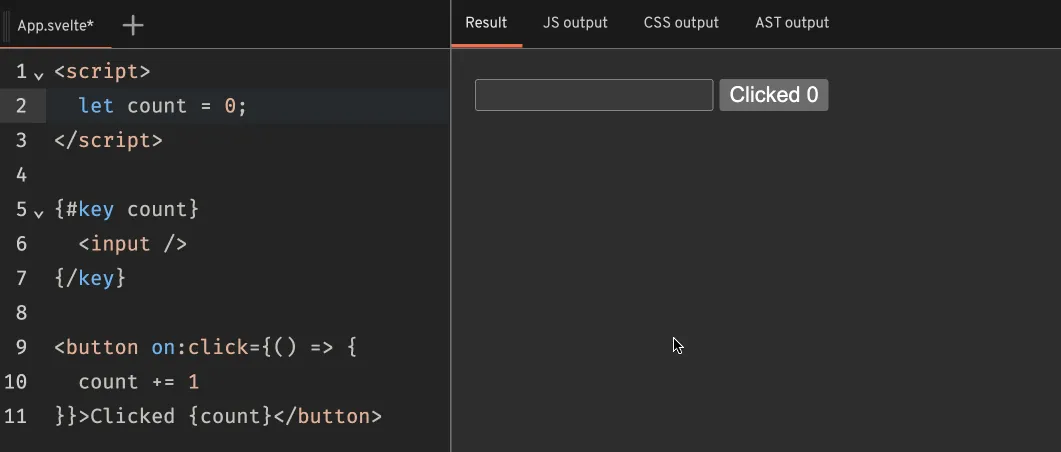 App.svelte* +
1 <script>
2 let count = 0;
3 </script>
4
5 {#key count}
6 <input />
7 {/key}
8
9 <button on:click={() => {
10 count += 1
11 }}>Clicked {count}</button>
Result JS output CSS output AST output
Clicked 0